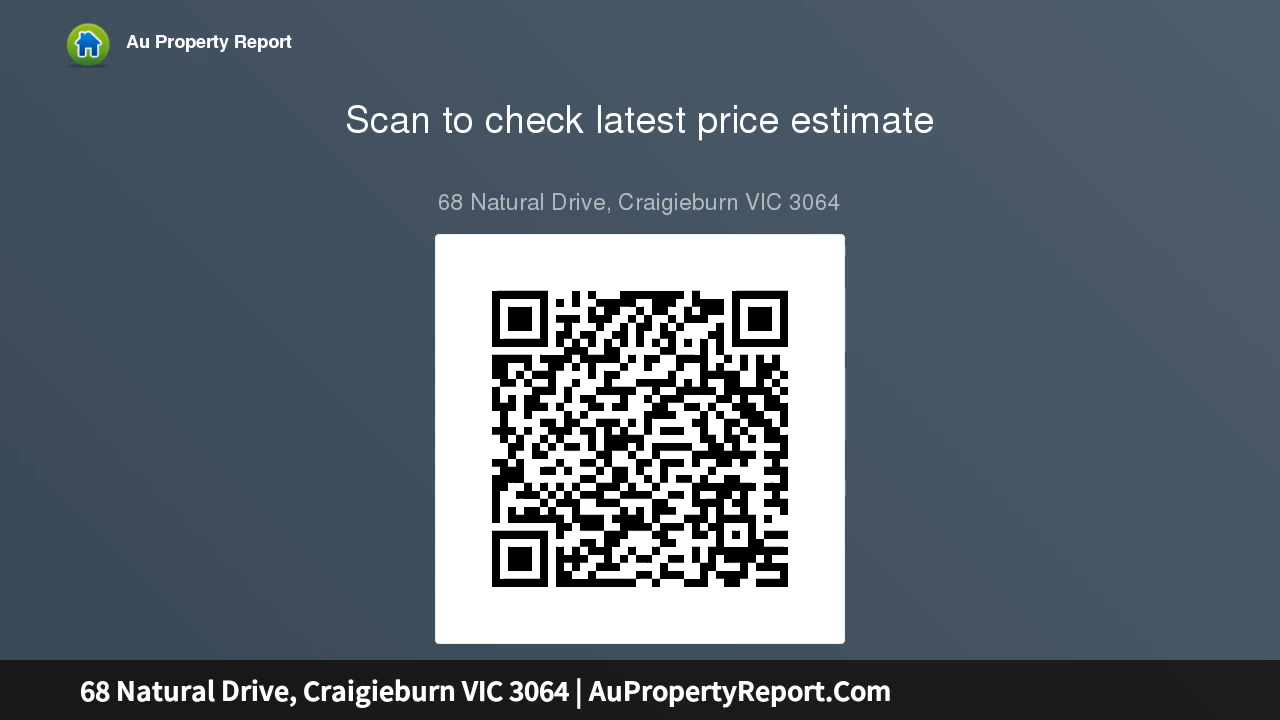 Au Property Report
Scan to check latest price estimate
68 Natural Drive, Craigieburn VIC 3064
68 Natural Drive, Craigieburn VIC 3064 | AuPropertyReport.Com